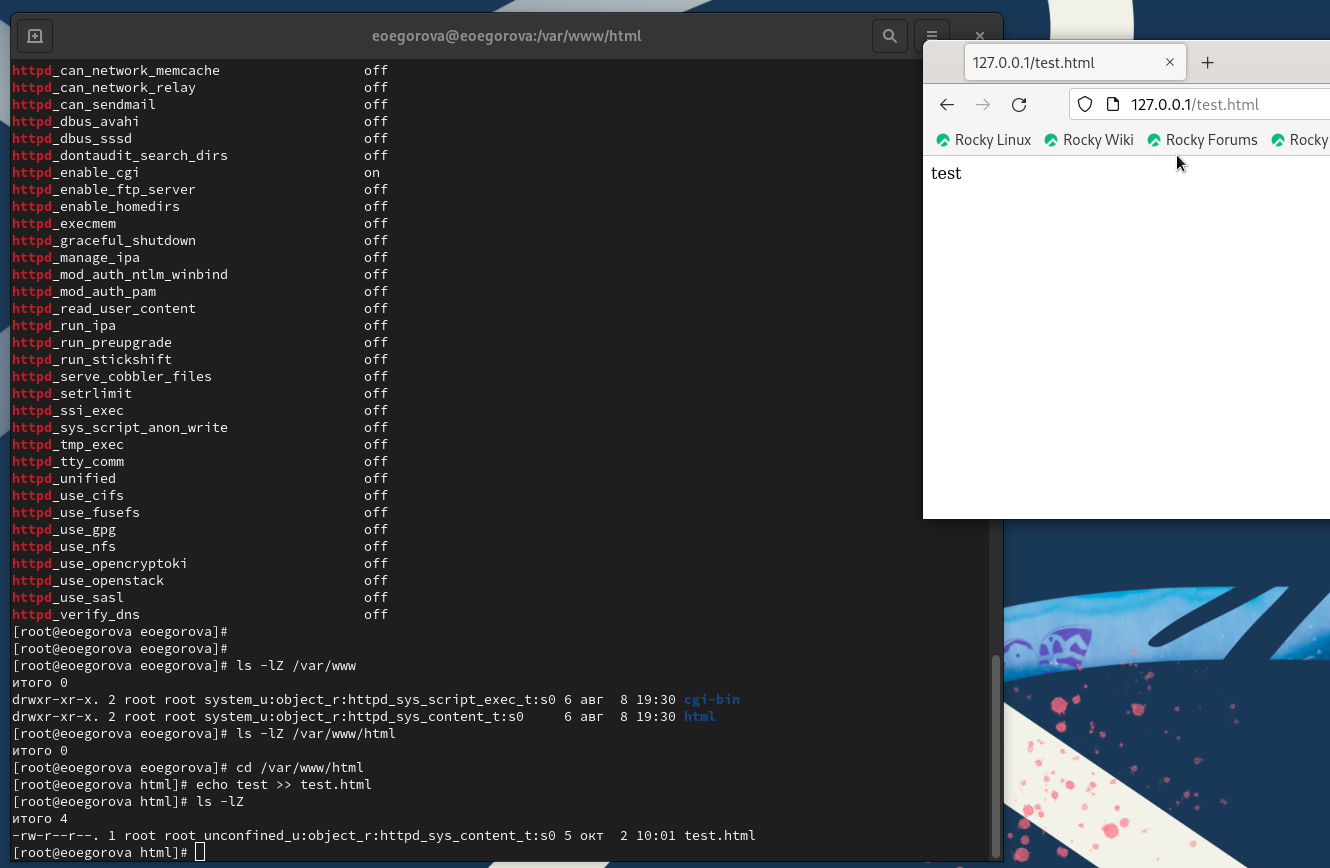 eoegorova@eoegorova:/var/www/html
httpd_can_network_memcache off
httpd_can_network_relay off
httpd_can_sendmail off
httpd_dbus_avahi off
httpd_dbus_sssd off
httpd_dontaudit_search_dirs off
httpd_enable_cgi on
httpd_enable_ftp_server off
httpd_enable_homedirs off
httpd_execmem off
httpd_graceful_shutdown off
httpd_manage_ipa off
httpd_mod_auth_ntlm_winbind off
httpd_mod_auth_pam off
httpd_read_user_content off
httpd_run_ipa off
httpd_run_preupgrade off
httpd_run_stickshift off
httpd_serve_cobbler_files off
httpd_setrlimit off
httpd_ssi_exec off
httpd_sys_script_anon_write off
httpd_tmp_exec off
httpd_tty_comm off
httpd_unified off
httpd_use_cifs off
httpd_use_fusefs off
httpd_use_gpg off
httpd_use_nfs off
httpd_use_opencryptoki off
httpd_use_openstack off
httpd_use_sasl off
httpd_verify_dns off
[root@eoegorova eoegorova]#
[root@eoegorova eoegorova]#
[root@eoegorova eoegorova]# ls -lZ /var/www
итого 0
drwxr-xr-x. 2 root root system_u:object_r:httpd_sys_script_exec_t:s0 6 авг  8 19:30 cgi-bin
drwxr-xr-x. 2 root root system_u:object_r:httpd_sys_content_t:s0     6 авг  8 19:30 html
[root@eoegorova eoegorova]# ls -lZ /var/www/html
итого 0
[root@eoegorova eoegorova]# cd /var/www/html
[root@eoegorova html]# echo test >> test.html
[root@eoegorova html]# ls -lZ
итого 4
-rw-r--r--. 1 root root unconfined_u:object_r:httpd_sys_content_t:s0 5 окт  2 10:01 test.html
[root@eoegorova html]#
127.0.0.1/test.html
127.0.0.1/test.html
Rocky Linux Rocky Wiki Rocky Forums Rocky
test